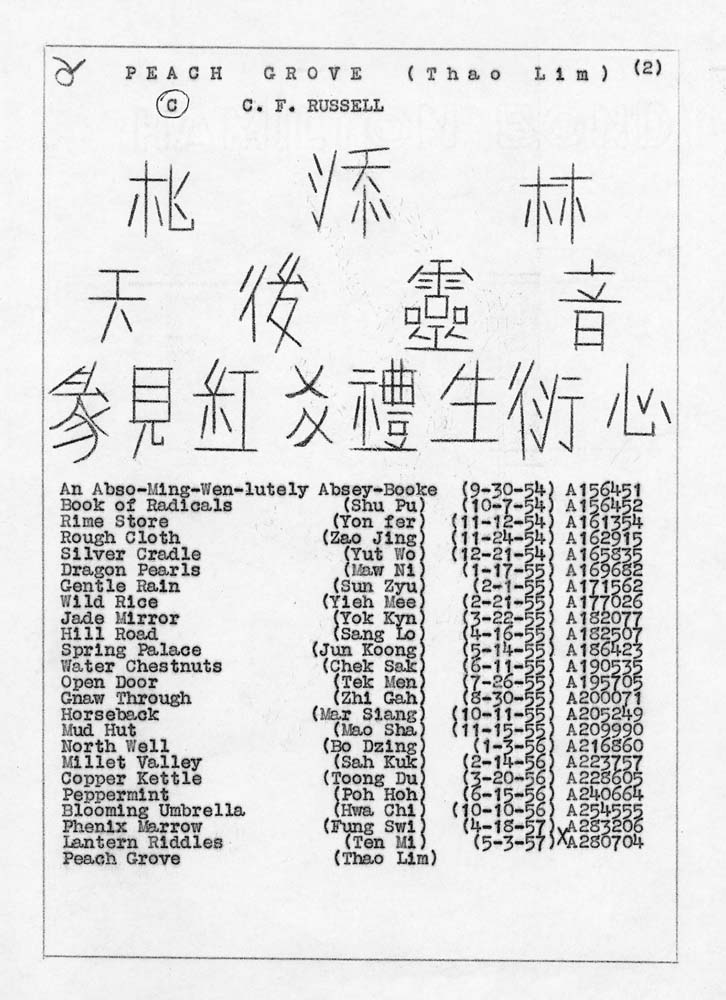 PEACH GROVE (Thao Lim) (2)
Ⓒ C. F. RUSSELL
添 林
天 後 靈 音
象 見 紅 禮 生 衍 心
An Abso-Ming-Wen-lutely Absey-Booke (9-30-54) A156451
Book of Radicals (Shu Pu) (10-7-54) A156452
Rime Store (Yon fer) (11-12-54) A161354
Rough Cloth (Zao Jing) (11-24-54) A162915
Silver Cradle (Yut Wo) (12-21-54) A165835
Dragon Pearls (Maw Ni) (1-17-55) A169682
Gentle Rain (Sun Zyu) (2-1-55) A171562
Wild Rice (Yieh Mee) (2-21-55) A177026
Jade Mirror (Yok Kyn) (3-22-55) A182077
Hill Road (Sang Lo) (4-16-55) A182507
Spring Palace (Jun Koong) (5-14-55) A186423
Water Chestnuts (Chek Sak) (6-11-55) A190535
Open Door (Tek Men) (7-26-55) A195705
Gnaw Through (Zhi Gah) (8-30-55) A200071
Horseback (Mar Siang) (10-11-55) A205249
Mud Hut (Mao Sha) (11-15-55) A209990
North Well (Bo Dzing) (1-3-56) A216860
Millet Valley (Sah Kuk) (2-14-56) A223757
Copper Kettle (Toong Du) (3-20-56) A228605
Peppermint (Poh Hoh) (6-15-56) A240664
Blooming Umbrella (Hwa Chi) (10-10-56) A254555
Phenix Marrow (Fung Swi) (4-18-57) A283206
Lantern Riddles (Ten Mi) (5-3-57) XA280704
Peach Grove (Thao Lim)